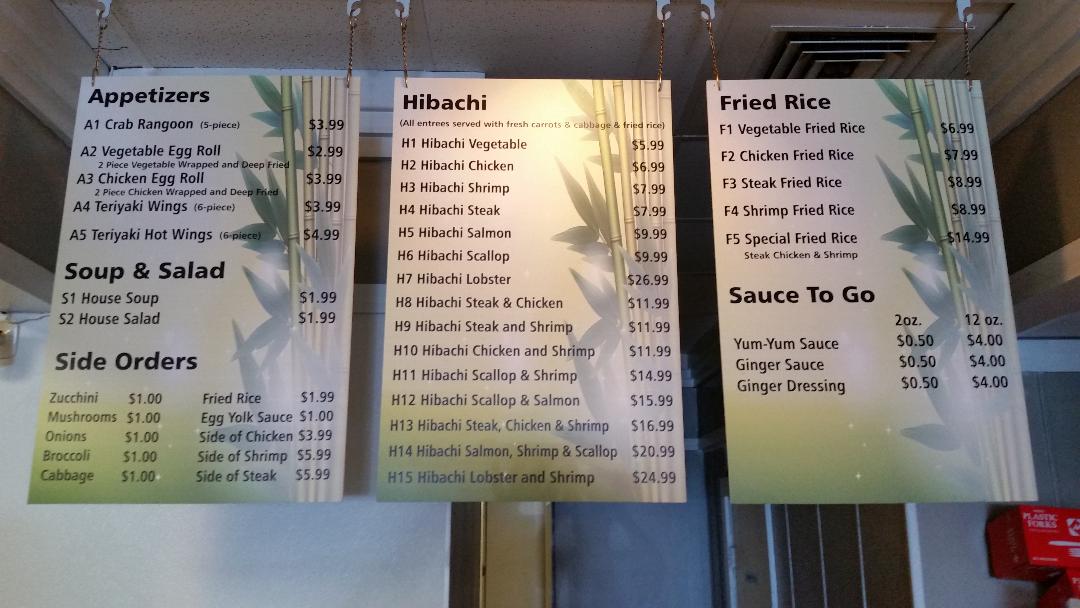 Appetizers
A1 Crab Rangoon (5-piece) $3.99
A2 Vegetable Egg Roll $2.99
2 Piece Vegetable Wrapped and Deep Fried
A3 Chicken Egg Roll $3.99
2 Piece Chicken Wrapped and Deep Fried
A4 Teriyaki Wings (6-piece) $3.99
A5 Teriyaki Hot Wings (6-piece) $4.99
Soup & Salad
S1 House Soup $1.99
S2 House Salad $1.99
Side Orders
Zucchini $1.00 Fried Rice $1.99
Mushrooms $1.00 Egg Yolk Sauce $1.00
Onions $1.00 Side of Chicken $3.99
Broccoli $1.00 Side of Shrimp $5.99
Cabbage $1.00 Side of Steak $5.99
Hibachi
(All entrees served with fresh carrots & cabbage & fried rice)
H1 Hibachi Vegetable $5.99
H2 Hibachi Chicken $6.99
H3 Hibachi Shrimp $7.99
H4 Hibachi Steak $7.99
H5 Hibachi Salmon $9.99
H6 Hibachi Scallop $9.99
H7 Hibachi Lobster $26.99
H8 Hibachi Steak & Chicken $11.99
H9 Hibachi Steak and Shrimp $11.99
H10 Hibachi Chicken and Shrimp $11.99
H11 Hibachi Scallop & Shrimp $14.99
H12 Hibachi Scallop & Salmon $15.99
H13 Hibachi Steak, Chicken & Shrimp $16.99
H14 Hibachi Salmon, Shrimp & Scallop $20.99
H15 Hibachi Lobster and Shrimp $24.99
Fried Rice
F1 Vegetable Fried Rice $6.99
F2 Chicken Fried Rice $7.99
F3 Steak Fried Rice $8.99
F4 Shrimp Fried Rice $8.99
F5 Special Fried Rice $14.99
Steak Chicken & Shrimp
Sauce To Go
2oz. 12 oz.
Yum-Yum Sauce $0.50 $4.00
Ginger Sauce $0.50 $4.00
Ginger Dressing $0.50 $4.00
PLASTIC
FORKS